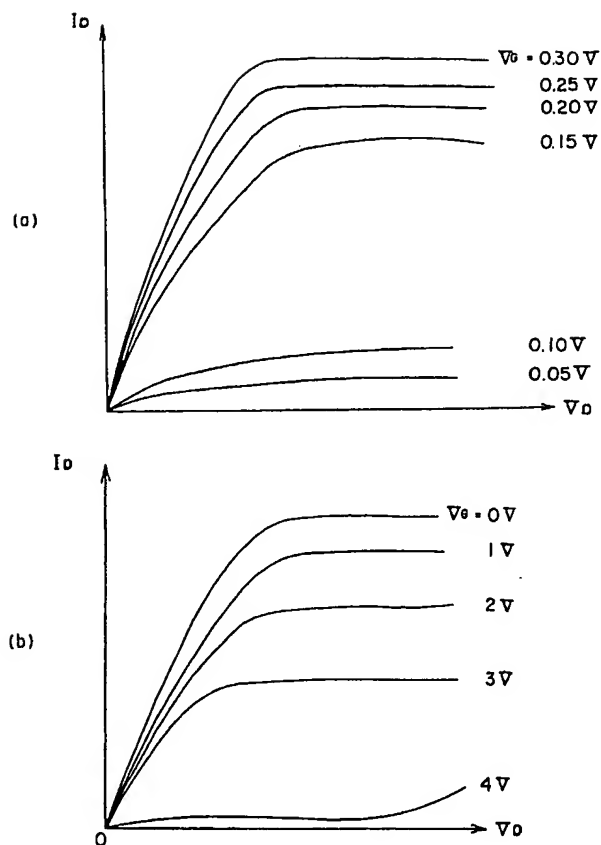 ID
VG = 0.30 V
0.25 V
0.20 V
0.15 V
(a)
0.10 V
0.05 V
VD
ID
VG = 0 V
1 V
2 V
(b)
3 V
4 V
0
VD